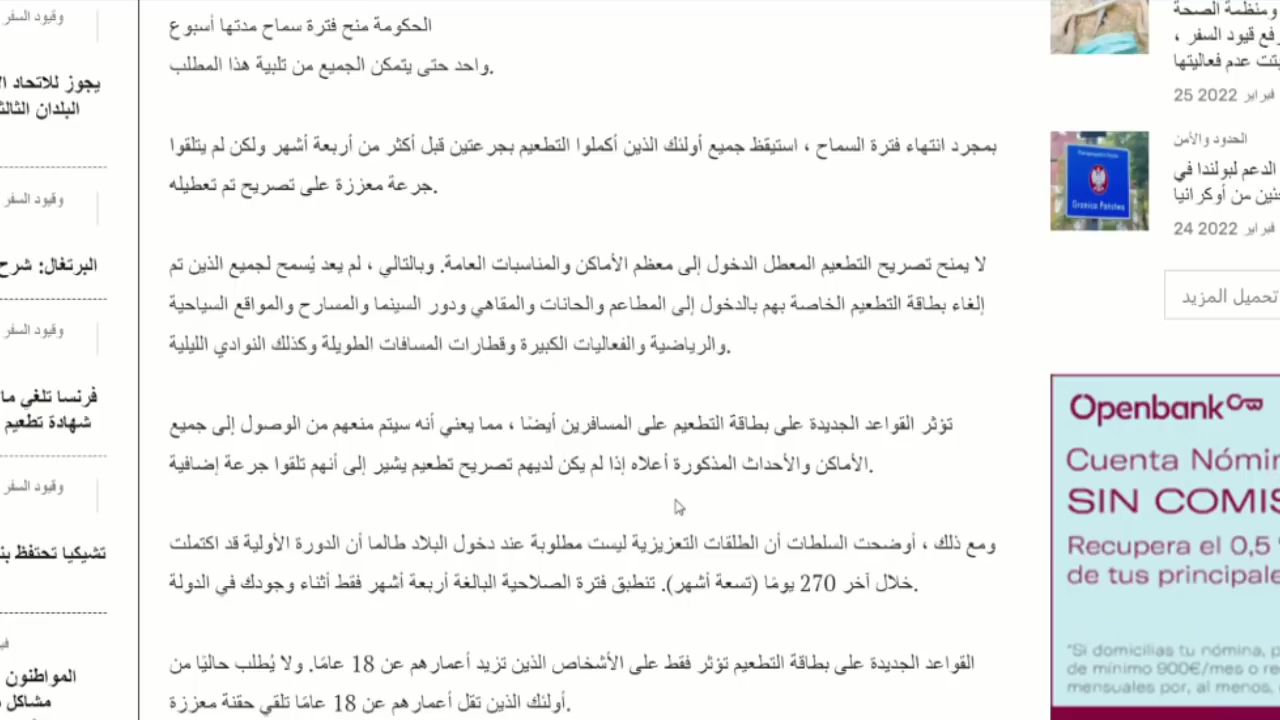 وقيود السفر
يجوز للاتحاد
البلدان
وقيود السفر
البرتغال: شرح
وقيود السفر
فرنسا تلغي
شهادة تطعيم
وقيود السفر
تشيكيا تحتفظ
المواطنون
مشاكل
الحكومة منح فترة سماح مدتها أسبوع
واحد حتى يتمكن الجميع من تلبية هذا المطلب.
بمجرد انتهاء فترة السماح ، استيقظ جميع أولئك الذين أكملوا التطعيم بجرعتين قبل أكثر من أربعة أشهر ولكن لم يتلقوا
جرعة معززة على تصريح تم تعطيله.
لا يمنح تصريح التطعيم المعطل الدخول إلى معظم الأماكن والمناسبات العامة. وبالتالي ، لم يعد يُسمح لجميع الذين تم
إلغاء بطاقة التطعيم الخاصة بهم بالدخول إلى المطاعم والحانات والمقاهي ودور السينما والمسارح والمواقع السياحية
والرياضية والفعاليات الكبيرة وقطارات المسافات الطويلة وكذلك النوادي الليلية.
تؤثر القواعد الجديدة على بطاقة التطعيم على المسافرين أيضًا ، مما يعني أنه سيتم منعهم من الوصول إلى جميع
الأماكن والأحداث المذكورة أعلاه إذا لم يكن لديهم تصريح تطعيم يشير إلى أنهم تلقوا جرعة إضافية.
ومع ذلك ، أوضحت السلطات أن الطلقات التعزيزية ليست مطلوبة عند دخول البلاد طالما أن الدورة الأولية قد اكتملت
خلال آخر 270 يومًا (تسعة أشهر). تنطبق فترة الصلاحية البالغة أربعة أشهر فقط أثناء وجودك في الدولة.
القواعد الجديدة على بطاقة التطعيم تؤثر فقط على الأشخاص الذين تزيد أعمارهم عن 18 عامًا. ولا يُطلب حاليًا من
أولئك الذين تقل أعمارهم عن 18 عامًا تلقي حقنة معززة.
ومنظمة الصحة
رفع قيود السفر ،
عدم فعاليتها
25 فبراير 2022
الحدود والأمن
الدعم لبولندا في
من أوكرانيا
24 فبراير 2022
Granica Państwa
تحميل المزيد
Openbank
Cuenta
SIN
Recupera el 0,5
de tus
*Si domicilias tu nómina,
de mínimo 900€/mes o
mensuales por, al menos,